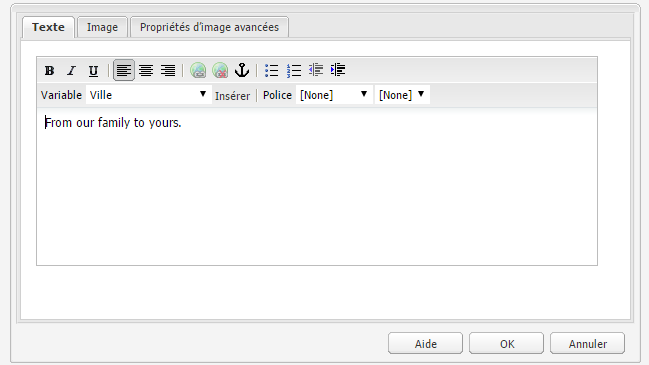 Texte Image Propriétés d'image avancées
B I U
Variable Ville Insérer Police [None] [None]
From our family to yours.
Aide OK Annuler